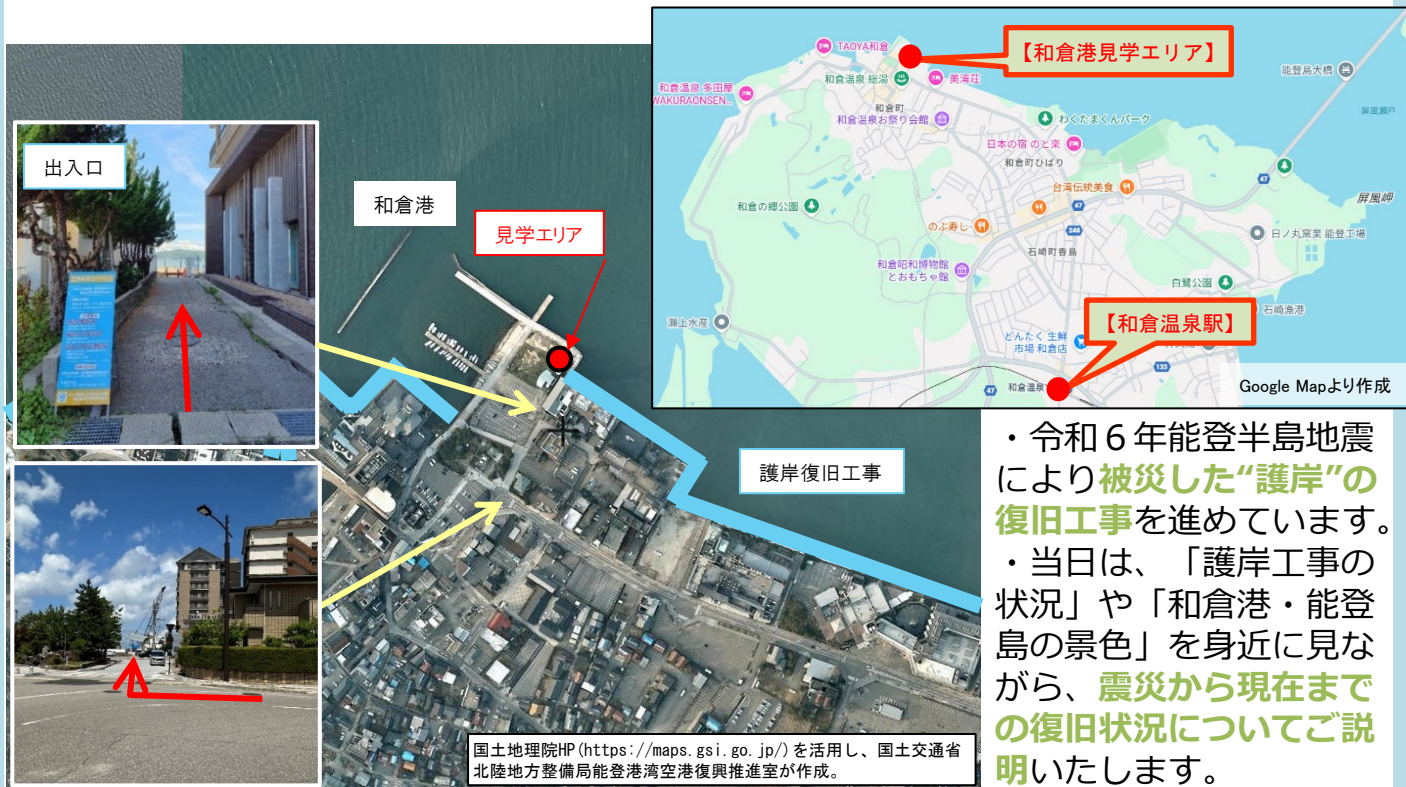 出入口
和倉港
見学エリア
護岸復旧工事
国土地理院HP(https://maps.gsi.go.jp/)を活用し、国土交通省
北陸地方整備局能登港湾空港復興推進室が作成。
【和倉港見学エリア】
TAOYA和倉
和倉温泉 総湯
美湾荘
能登島大橋
和倉温泉 多田屋
WAKURAONSEN...
和倉町
和倉温泉お祭り会館
わくたまくんパーク
屏風瀬戸
日本の宿 のと楽
和倉町ひばり
47
台湾伝統美食
屏風岬
和倉の郷公園
47
のぶ寿し
248
日ノ丸窯業 能登工場
石崎町香島
和倉昭和博物館
とおもちゃ館
白鷺公園
石崎漁港
瀬上水産
【和倉温泉駅】
どんたく 生鮮
市場 和倉店
133
47
和倉温泉
Google Mapより作成
・令和6年能登半島地震
により被災した“護岸”の
復旧工事を進めています。
・当日は、「護岸工事の
状況」や「和倉港・能登
島の景色」を身近に見な
がら、震災から現在まで
の復旧状況についてご説
明いたします。